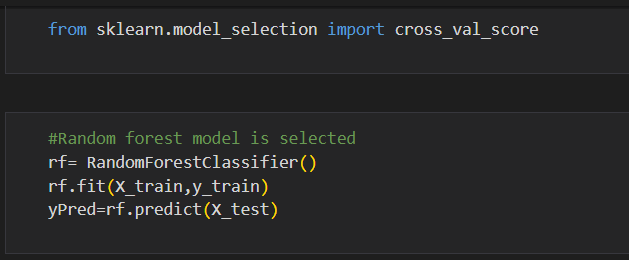 from sklearn.model_selection import cross_val_score
#Random forest model is selected
rf= RandomForestClassifier()
rf.fit(X_train,y_train)
yPred=rf.predict(X_test)